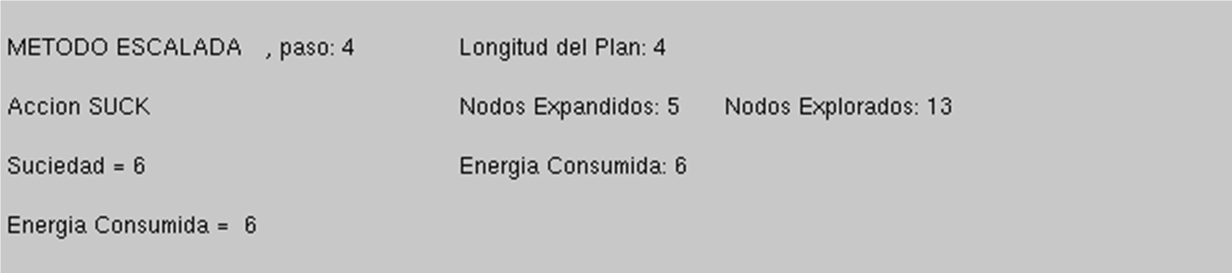 METODO ESCALADA , paso: 4 Longitud del Plan: 4
Accion SUCK Nodos Expandidos: 5 Nodos Explorados: 13
Suciedad = 6 Energia Consumida: 6
Energia Consumida = 6